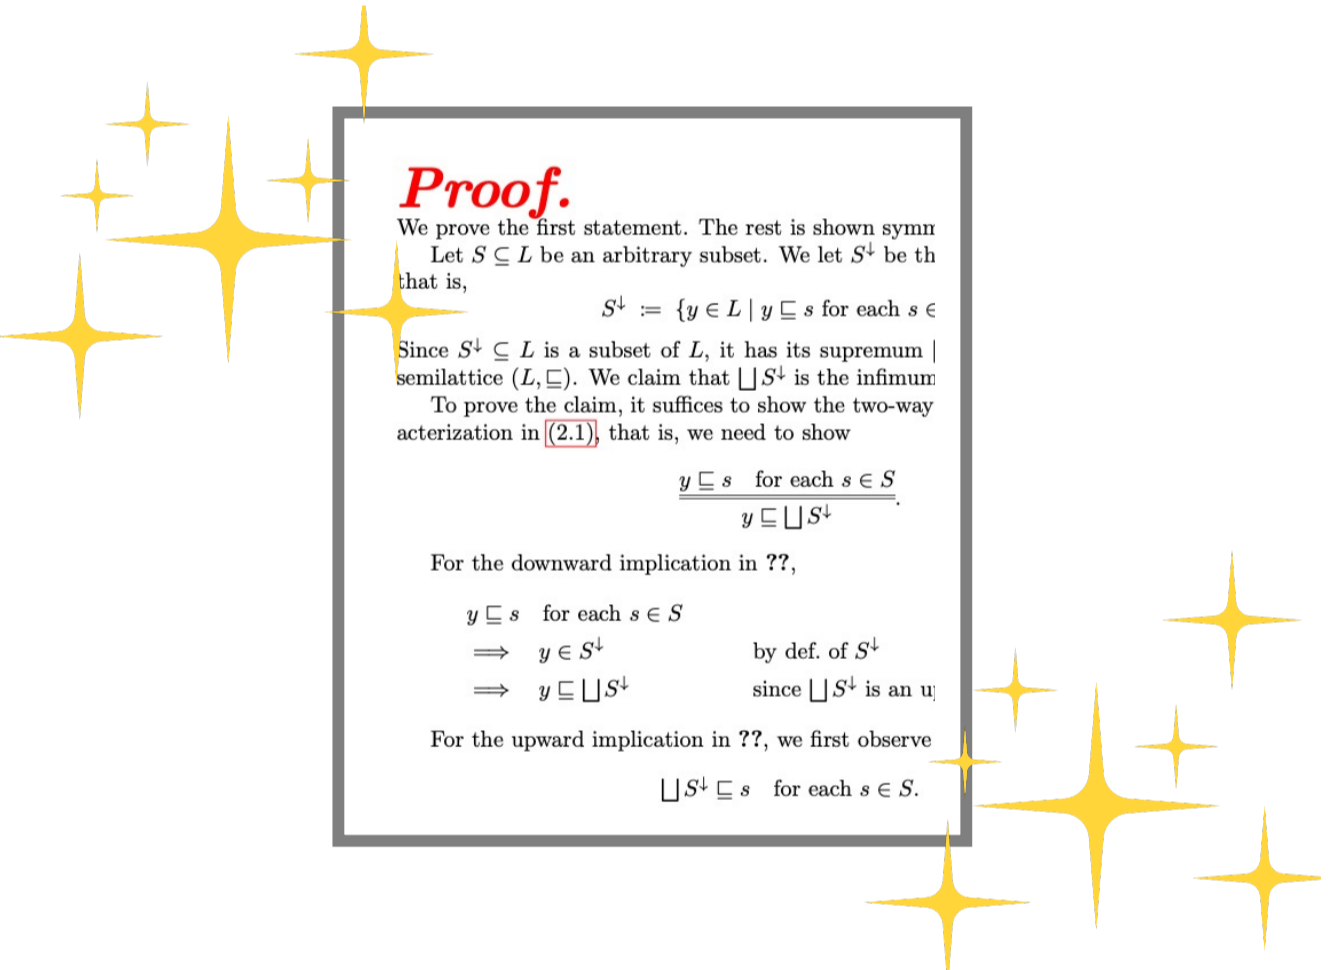 Proof.
We prove the first statement. The rest is shown
Let S ⊆ L be an arbitrary subset. We let S↓ be
that is,
S↓ := {y ∈ L | y ⊑ s for each s ∈
Since S↓ ⊆ L is a subset of L, it has its supremum
semilattice (L, ⊑). We claim that ⨆S↓ is the infimum
To prove the claim, it suffices to show the two-way
acterization in (2.1), that is, we need to show
y ⊑ s for each s ∈ S
y ⊑ ⨆S↓.
For the downward implication in ??,
y ⊑ s for each s ∈ S
⟹ y ∈ S↓ by def. of S↓
⟹ y ⊑ ⨆S↓ since ⨆S↓ is an
For the upward implication in ??, we first observe
⨆S↓ ⊑ s for each s ∈ S.